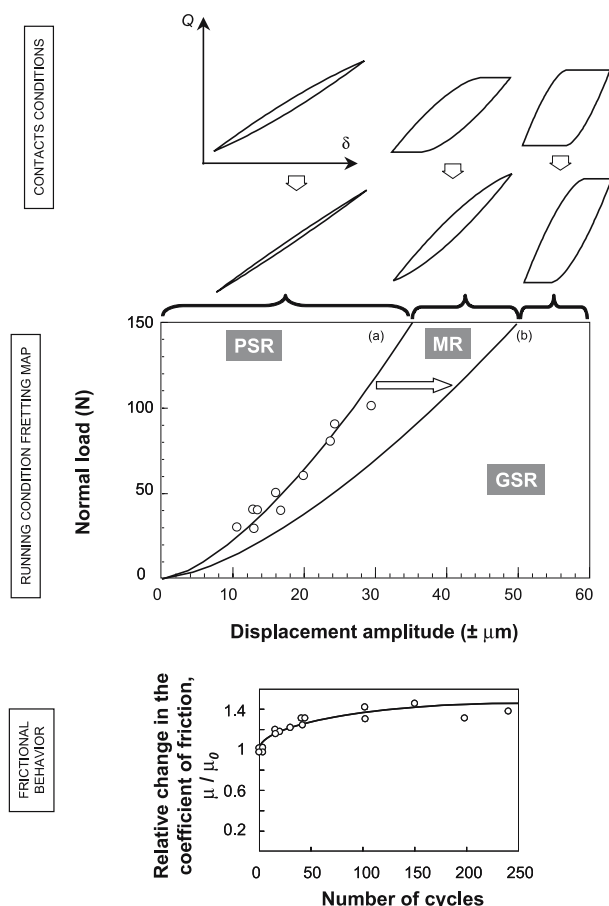 CONTACTS CONDITIONS
Q
δ
RUNNING CONDITION FRETTING MAP
Normal load (N)
150
100
50
0
PSR
(a)
MR
(b)
GSR
0
10
20
30
40
50
60
Displacement amplitude (± μm)
FRICTIONAL
BEHAVIOR
Relative change in the
coefficient of friction,
μ / μ0
1.4
1
0.6
0.2
0
50
100
150
200
250
Number of cycles